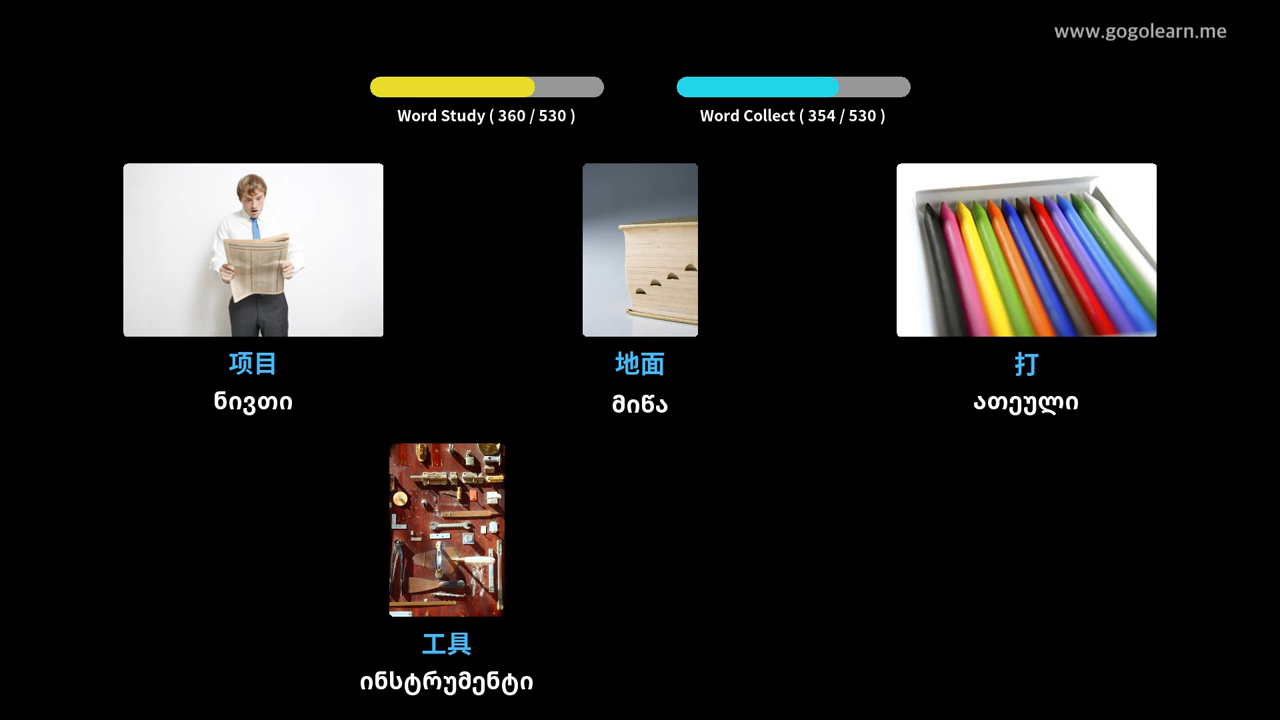 www.gogolearn.me
Word Study ( 360 / 530 )
Word Collect ( 354 / 530 )
项目
ნივთი
地面
მიწა
打
ათეული
工具
ინსტრუმენტი